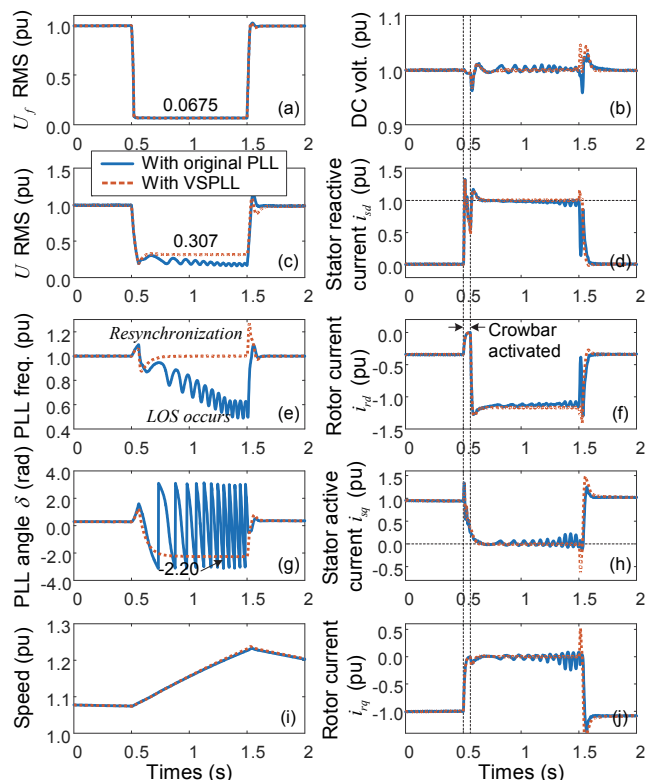 U_f RMS (pu)
1.0
0.5
0.0
0.0675
(a)
0 0.5 1 1.5 2
DC volt. (pu)
1.1
1.0
0.9
(b)
0 0.5 1 1.5 2
With original PLL
With VSPLL
U RMS (pu)
1.5
1.0
0.5
0.0
0.307
(c)
0 0.5 1 1.5 2
Stator reactive
current i_sd (pu)
1.5
1.0
0.5
0.0
(d)
0 0.5 1 1.5 2
PLL freq. (pu)
1.2
1.0
0.8
0.6
0.4
Resynchronization
LOS occurs
(e)
0 0.5 1 1.5 2
Rotor current
i_rd (pu)
0.0
-0.5
-1.0
-1.5
Crowbar
activated
(f)
0 0.5 1 1.5 2
PLL angle δ (rad)
4.0
2.0
0.0
-2.0
-4.0
-2.20
(g)
0 0.5 1 1.5 2
Stator active
current i_sq (pu)
1.5
1.0
0.5
0.0
-0.5
(h)
0 0.5 1 1.5 2
Speed (pu)
1.3
1.2
1.1
1.0
(i)
0 0.5 1 1.5 2
Times (s)
Rotor current
i_rq (pu)
0.5
0.0
-0.5
-1.0
(j)
0 0.5 1 1.5 2
Times (s)